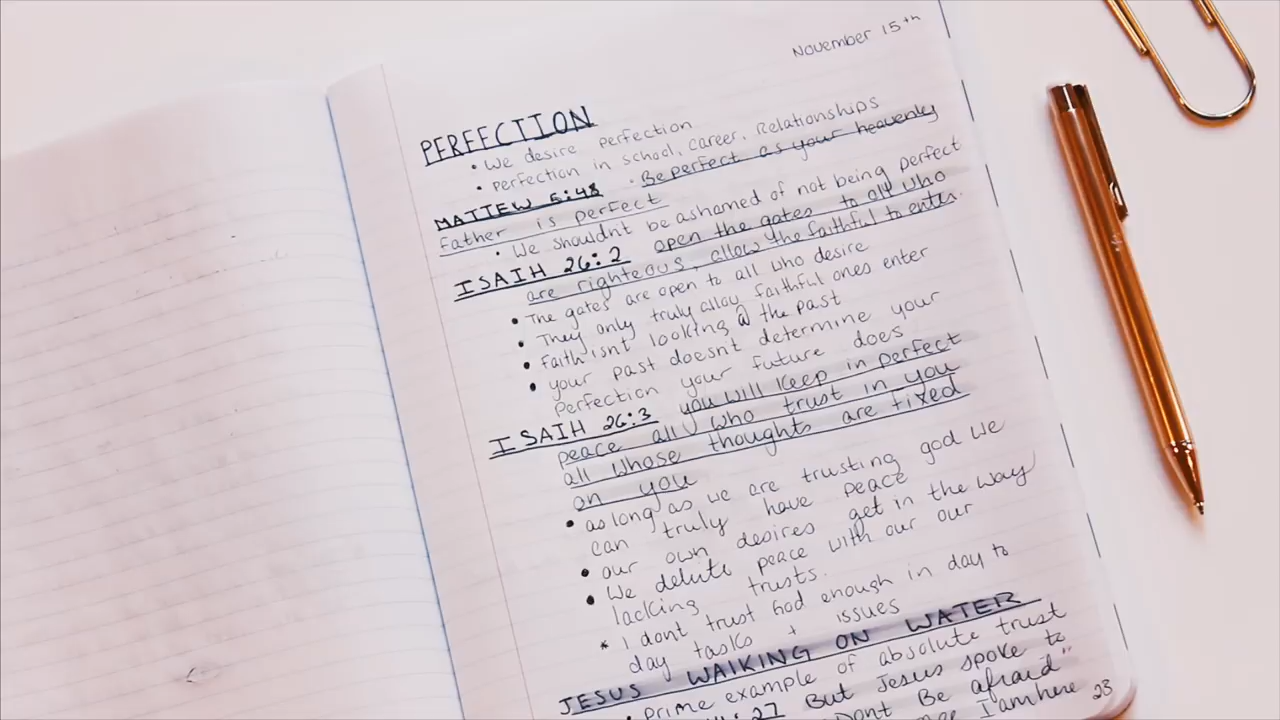 November 15th
PERFECTION
• We desire perfection
• Perfection in school, career, Relationships
MATTEW 5:48 • Be perfect as your heavenly
Father is perfect
• We shouldnt be ashamed of not being perfect
ISAIH 26:2 open the gates to all who
are righteous, allow the faithful to enter.
• The gates are open to all who desire
• They only truly allow faithful ones enter
• Faith isnt looking @ the past
• your past doesnt determine your
Perfection your future does
ISAIH 26:3 you will keep in perfect
peace all who trust in you
all whose thoughts are fixed
on you
• as long as we are trusting god we
can truly have peace
• our own desires get in the way
• We delute peace with our our
lacking trusts.
* I dont trust god enough in day to
day tasks + issues
JESUS WALKING ON WATER
• Prime example of absolute trust
: 27 But Jesus spoke to
"Dont Be afraid"
I am here
23